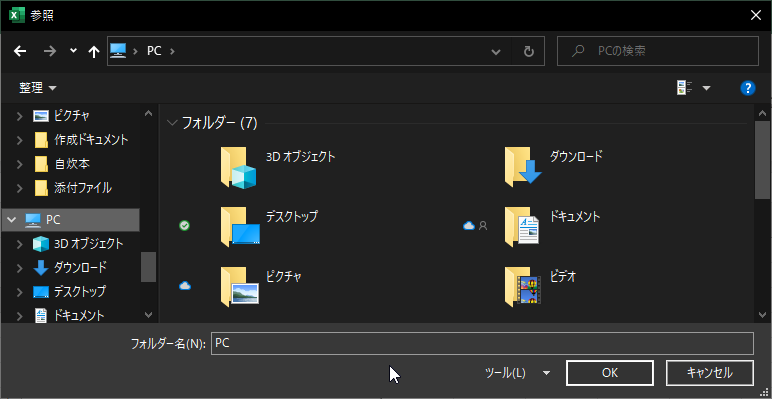 参照
PC
PCの検索
整理
?
ピクチャ
作成ドキュメント
自炊本
添付ファイル
PC
3D オブジェクト
ダウンロード
デスクトップ
ドキュメント
フォルダー (7)
3D オブジェクト
ダウンロード
デスクトップ
ドキュメント
ピクチャ
ビデオ
フォルダー名(N):
PC
ツール(L)
OK
キャンセル